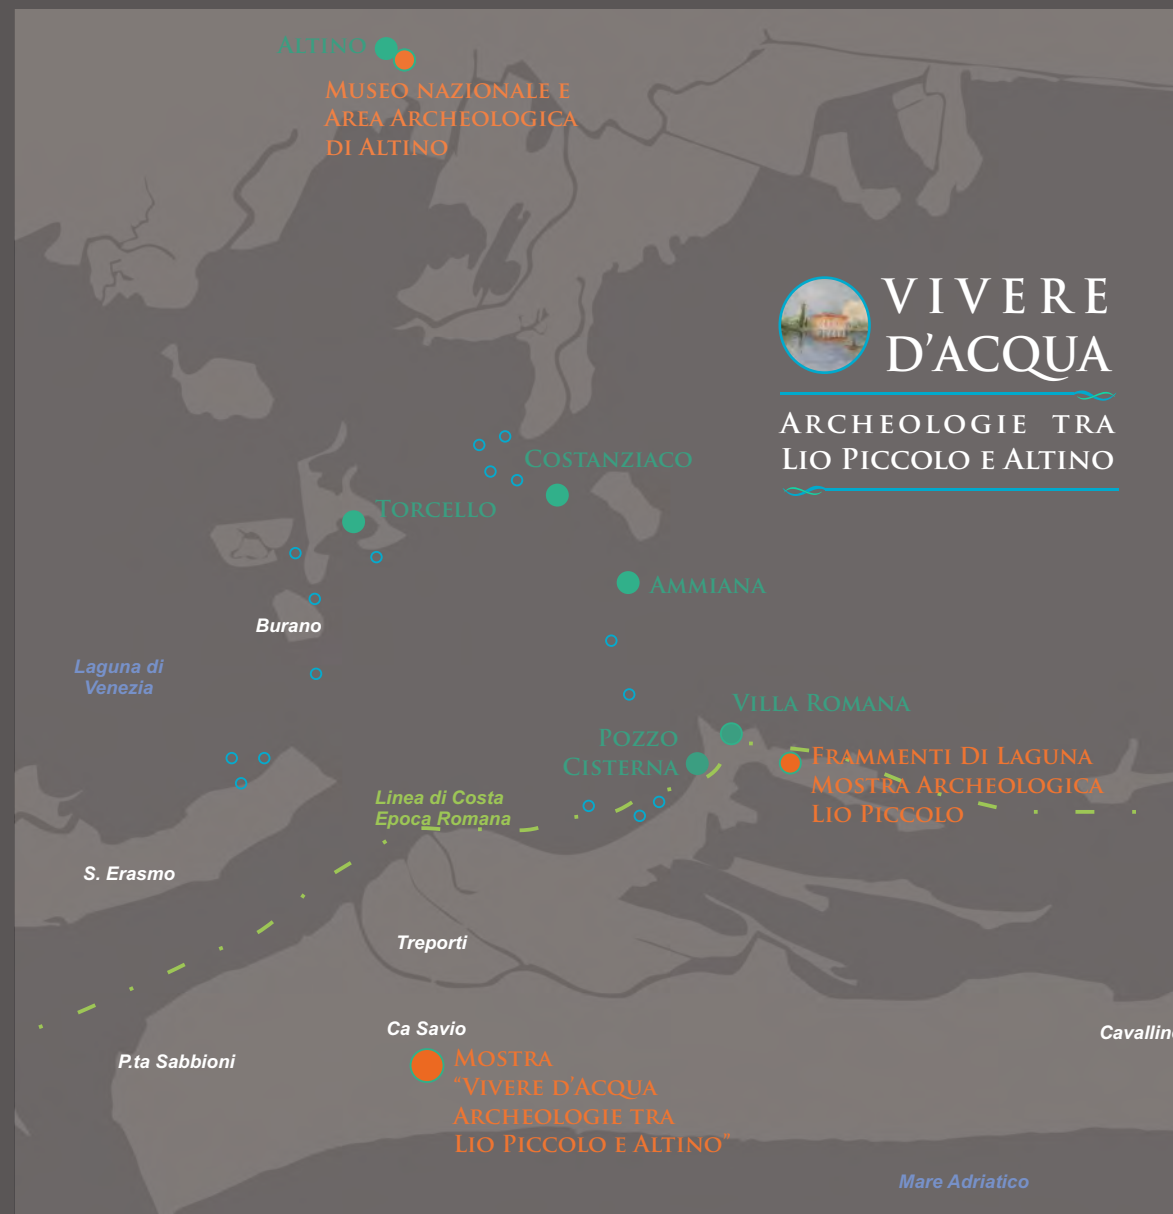 ALTINO
MUSEO NAZIONALE E
AREA ARCHEOLOGICA
DI ALTINO
VIVERE
D'ACQUA
ARCHEOLOGIE TRA
LIO PICCOLO E ALTINO
COSTANZIACO
TORCELLO
AMMIANA
Burano
Laguna di
Venezia
VILLA ROMANA
POZZO
CISTERNA
FRAMMENTI DI LAGUNA
MOSTRA ARCHEOLOGICA
LIO PICCOLO
Linea di Costa
Epoca Romana
S. Erasmo
Treporti
Ca Savio
Cavallin
P.ta Sabbioni
MOSTRA
“VIVERE D'ACQUA
ARCHEOLOGIE TRA
LIO PICCOLO E ALTINO”
Mare Adriatico